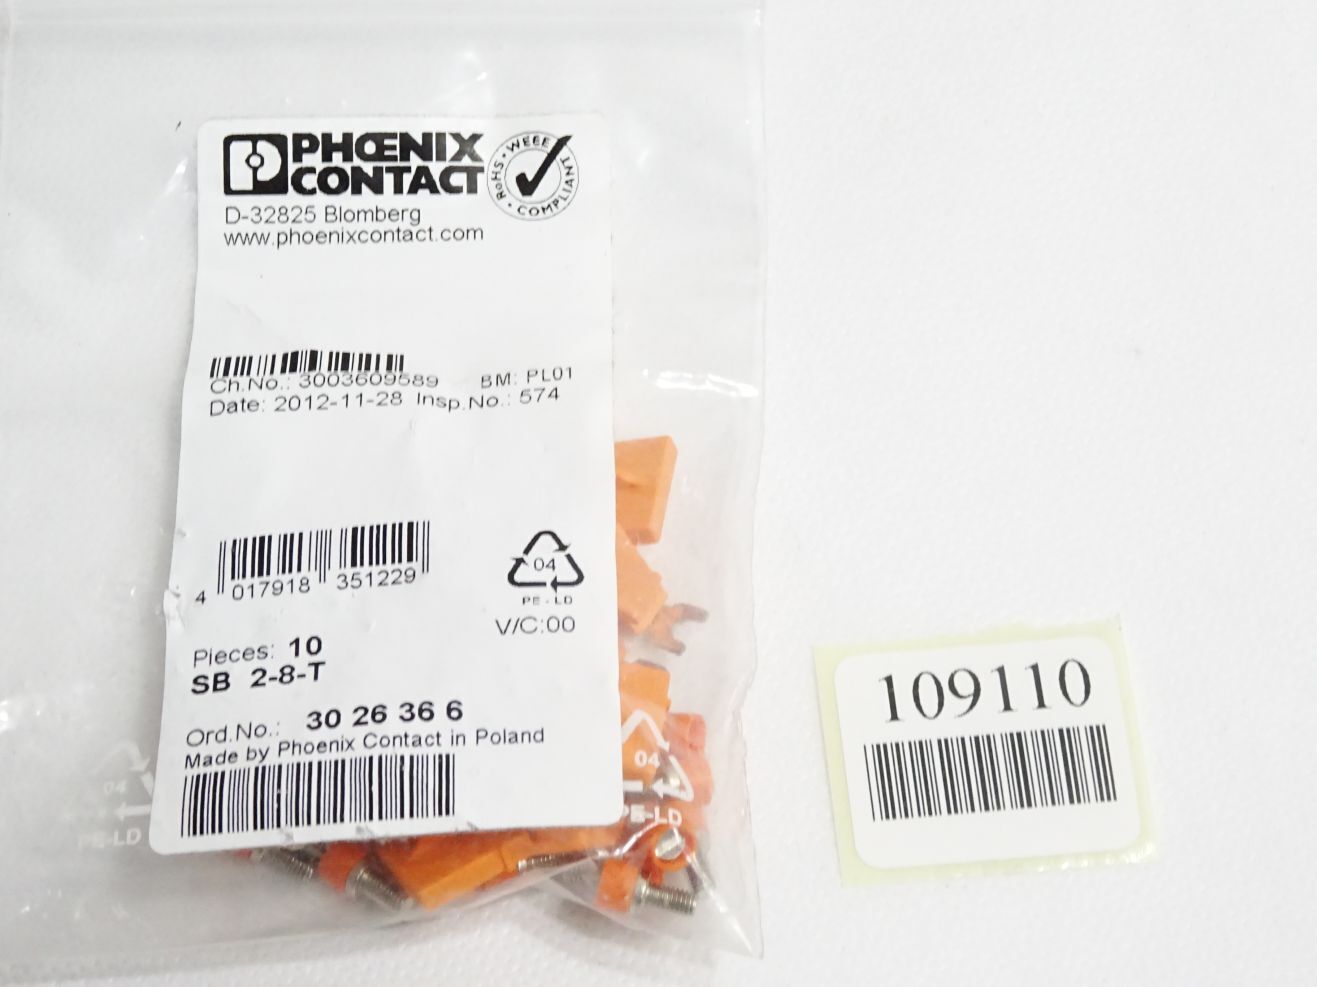 PHŒNIX
CONTACT
RoHS · WEEE · COMPLIANT
D-32825 Blomberg
www.phoenixcontact.com
Ch.No.: 3003609589 BM: PL01
Date: 2012-11-28 Insp.No.: 574
4 017918 351229
04
PE-LD
V/C:00
Pieces: 10
SB 2-8-T
Ord.No.: 30 26 36 6
Made by Phoenix Contact in Poland
04
PE-LD
04
PE-LD
109110